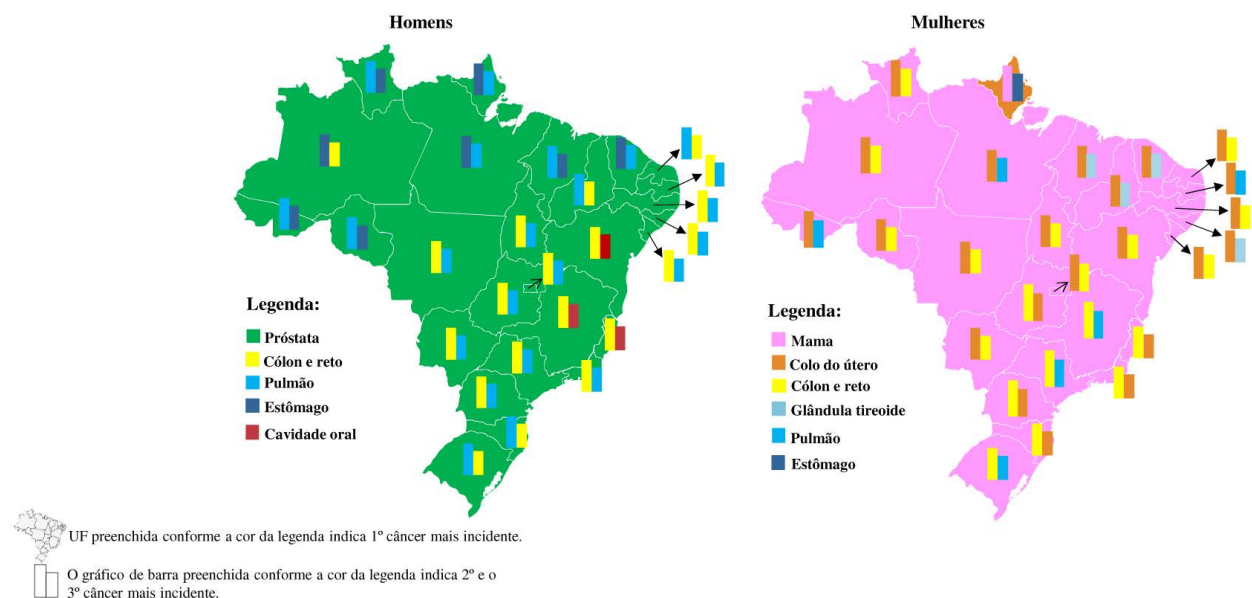 Homens
Mulheres
Legenda:
Próstata
Cólon e reto
Pulmão
Estômago
Cavidade oral
Legenda:
Mama
Colo do útero
Cólon e reto
Glândula tireoide
Pulmão
Estômago
UF preenchida conforme a cor da legenda indica 1º câncer mais incidente.
O gráfico de barra preenchida conforme a cor da legenda indica 2º e o
3º câncer mais incidente.